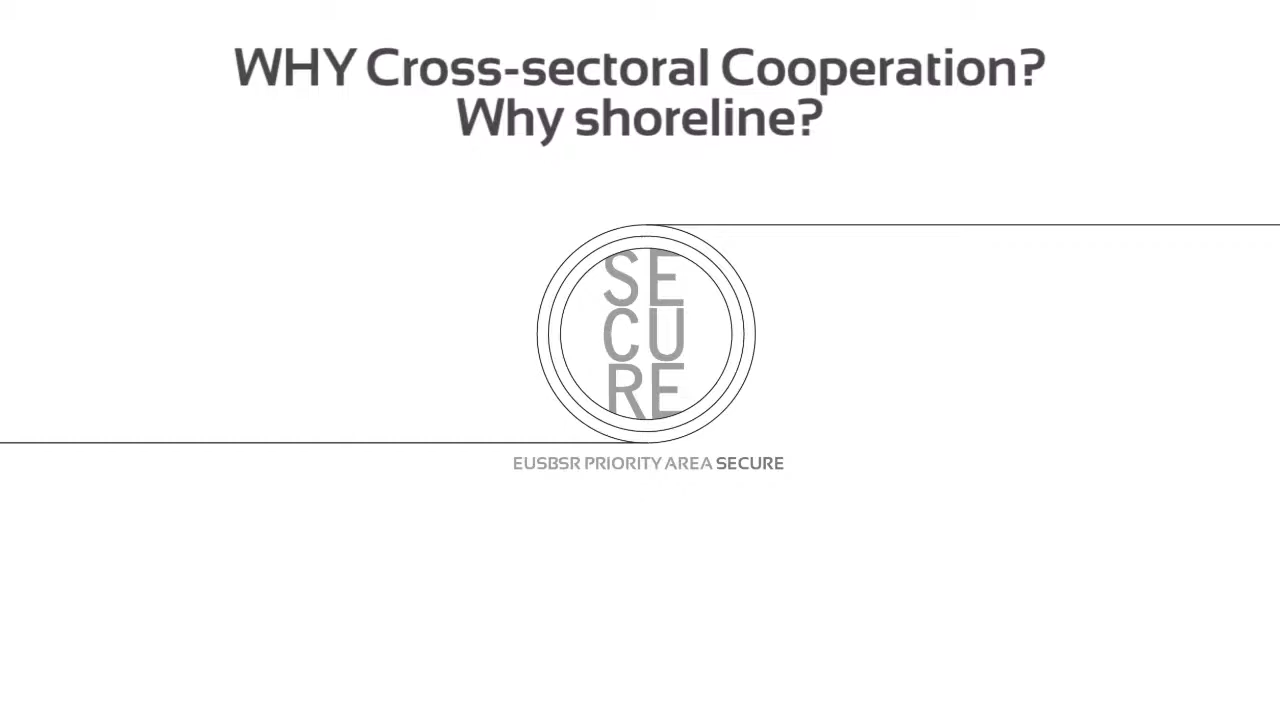 WHY Cross-sectoral Cooperation?
Why shoreline?
SE
CU
RE
EUSBSR PRIORITY AREA SECURE